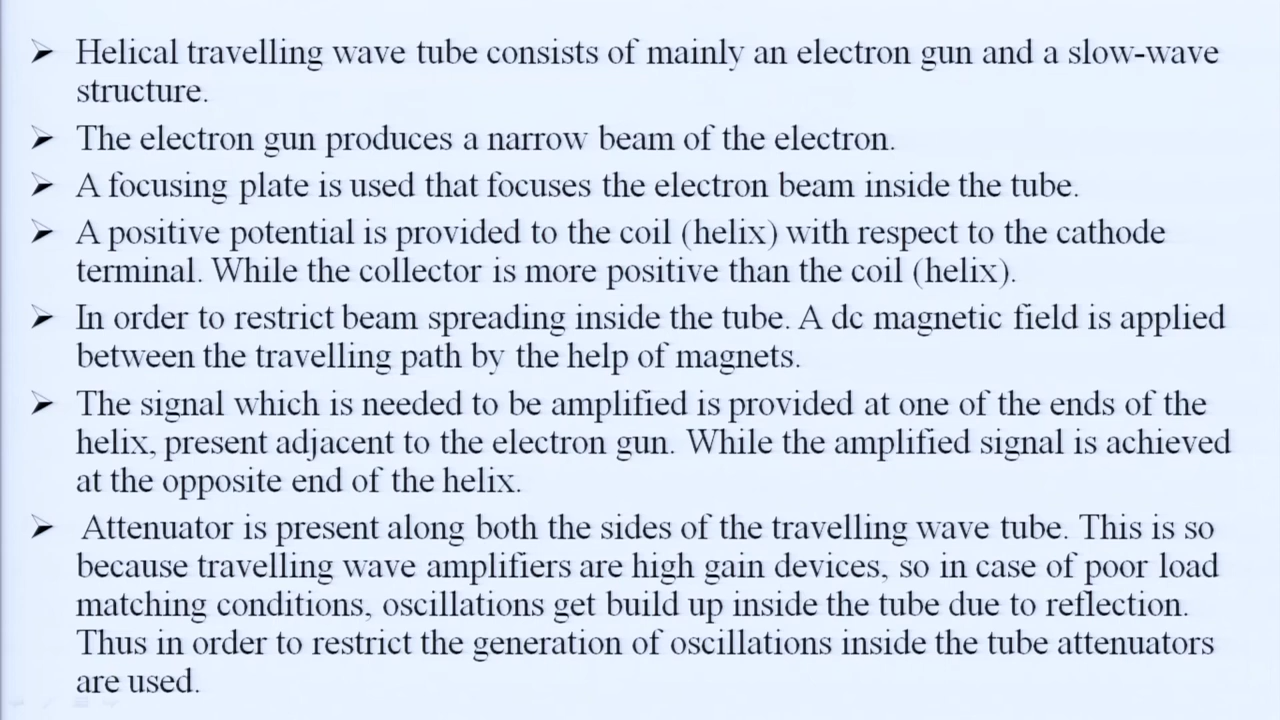 ➢ Helical travelling wave tube consists of mainly an electron gun and a slow-wave
structure.
➢ The electron gun produces a narrow beam of the electron.
➢ A focusing plate is used that focuses the electron beam inside the tube.
➢ A positive potential is provided to the coil (helix) with respect to the cathode
terminal. While the collector is more positive than the coil (helix).
➢ In order to restrict beam spreading inside the tube. A dc magnetic field is applied
between the travelling path by the help of magnets.
➢ The signal which is needed to be amplified is provided at one of the ends of the
helix, present adjacent to the electron gun. While the amplified signal is achieved
at the opposite end of the helix.
➢ Attenuator is present along both the sides of the travelling wave tube. This is so
because travelling wave amplifiers are high gain devices, so in case of poor load
matching conditions, oscillations get build up inside the tube due to reflection.
Thus in order to restrict the generation of oscillations inside the tube attenuators
are used.